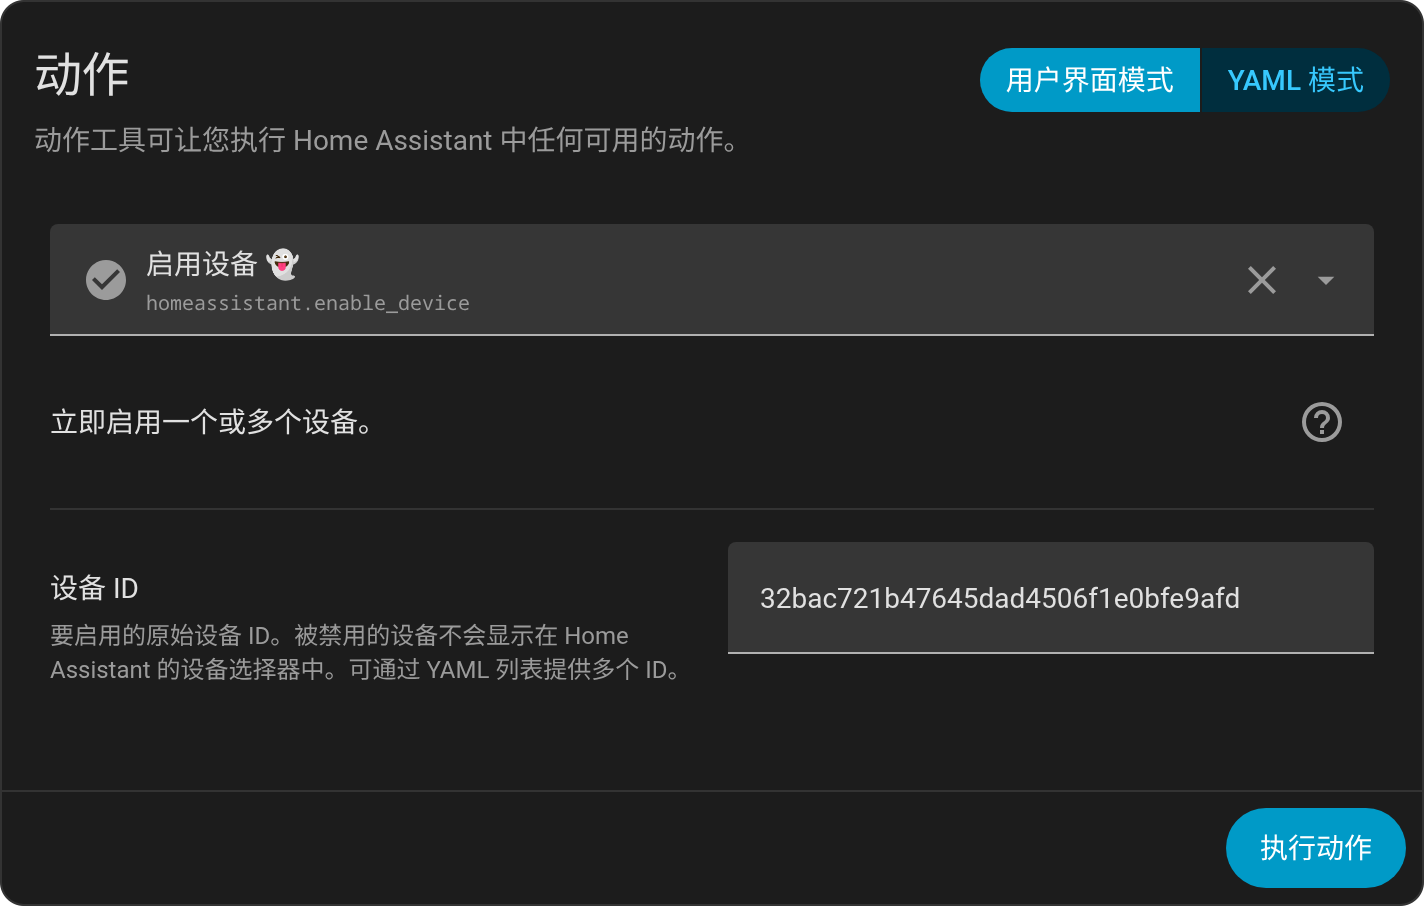 动作
用户界面模式
YAML 模式
动作工具可让您执行 Home Assistant 中任何可用的动作。
启用设备 👻
homeassistant.enable_device
立即启用一个或多个设备。
设备 ID
要启用的原始设备 ID。被禁用的设备不会显示在 Home
Assistant 的设备选择器中。可通过 YAML 列表提供多个 ID。
32bac721b47645dad4506f1e0bfe9afd
执行动作